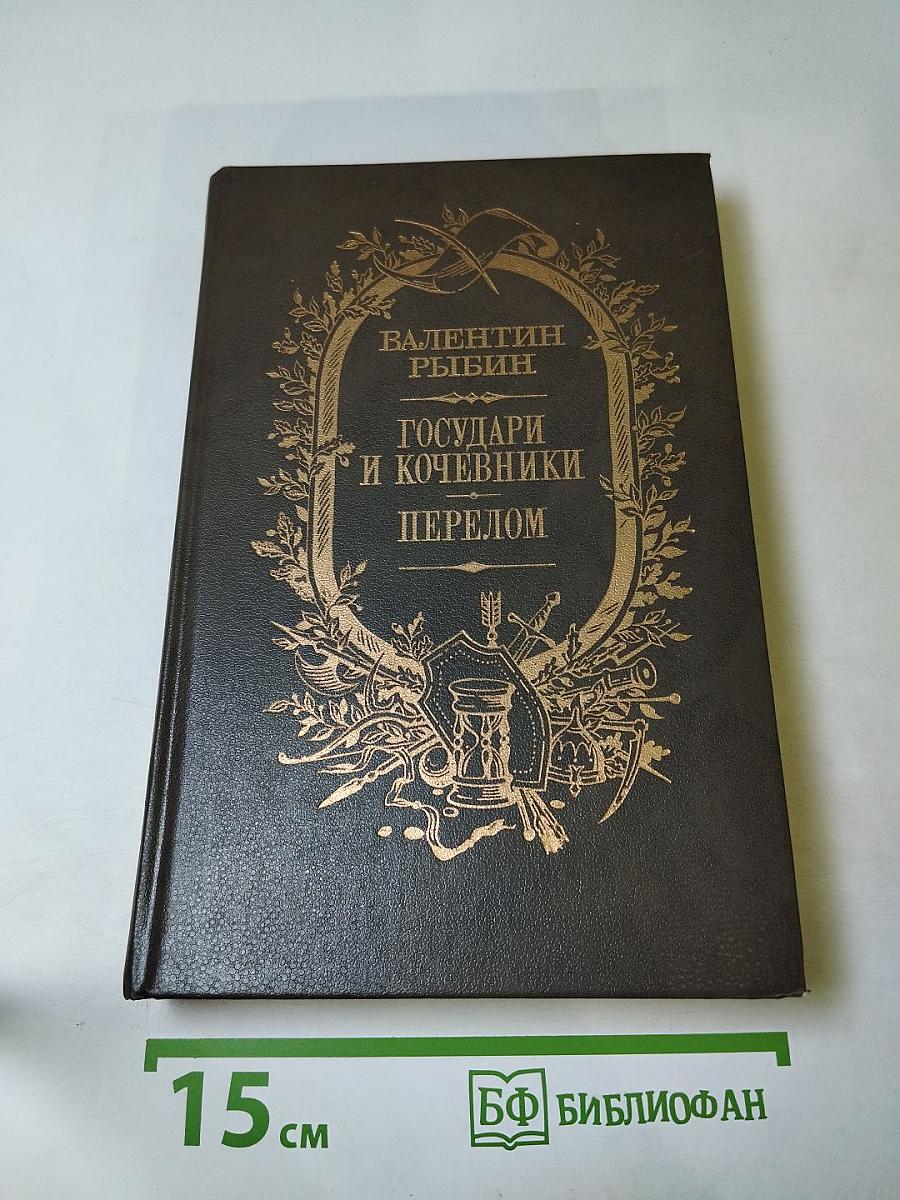 ВАЛЕНТИН
РЫБИН
ГОСУДАРИ
И КОЧЕВНИКИ
ПЕРЕЛОМ
15 см
БФ БИБЛИОФАН